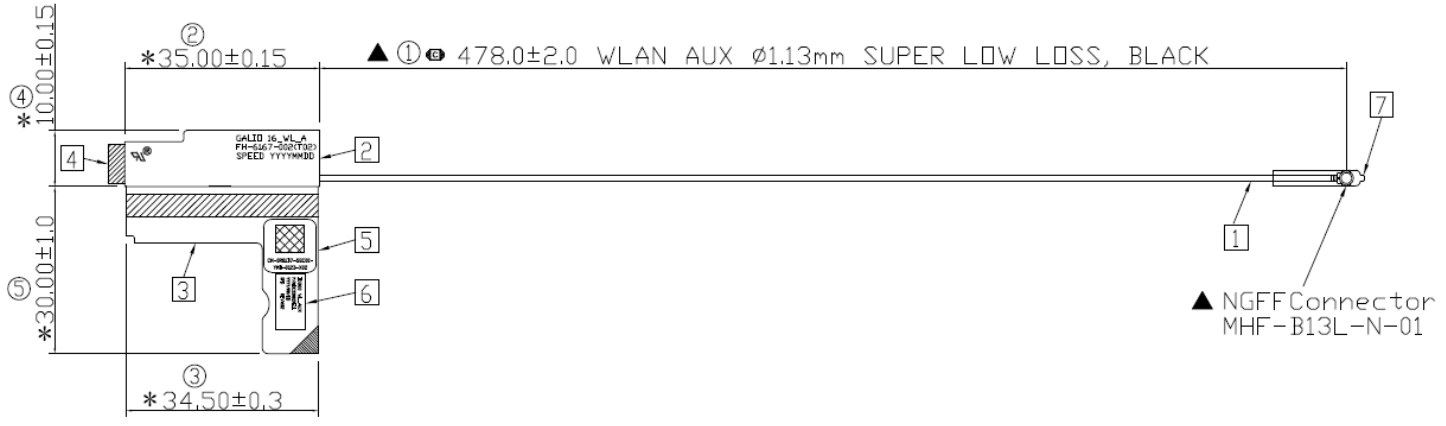 ② *35.00±0.15
▲ ① C 478.0±2.0 WLAN AUX Ø1.13mm SUPER LOW LOSS, BLACK
④ *10.00±0.15
7
GALIO 16_WL_A
FH-6167-002(T02)
SPEED YYYYMMDD
4
2
5
1
3
6
⑤ *30.00±1.0
▲ NGFFConnector
MHF-B13L-N-01
③
*34.50±0.3